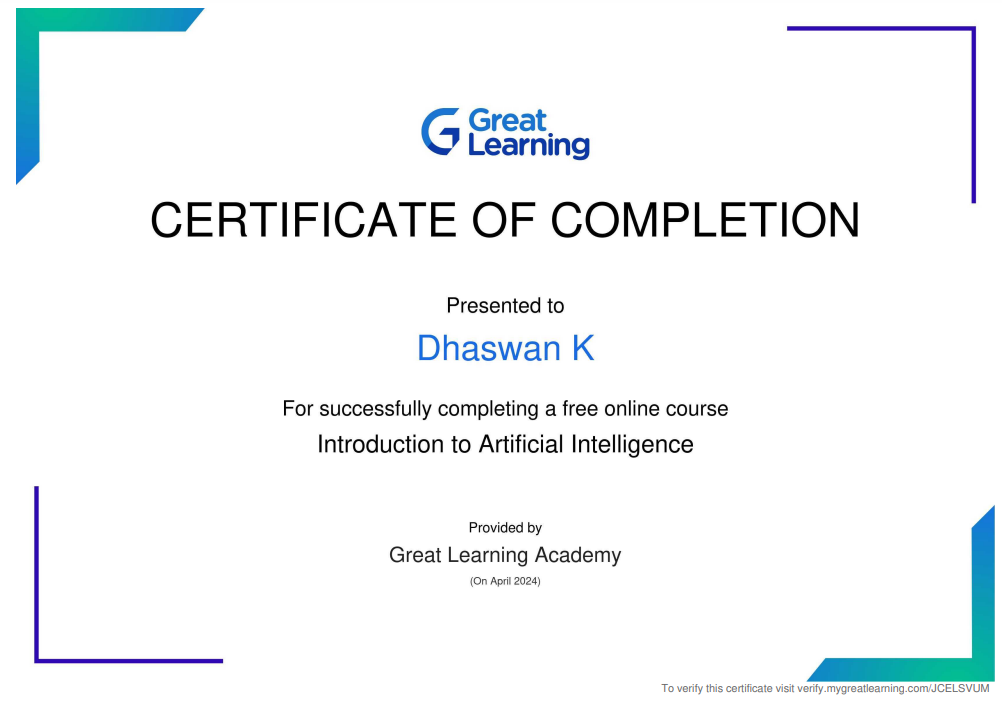 Great
Learning
CERTIFICATE OF COMPLETION
Presented to
Dhaswan K
For successfully completing a free online course
Introduction to Artificial Intelligence
Provided by
Great Learning Academy
(On April 2024)
To verify this certificate visit verify.mygreatlearning.com/JCELSVUM